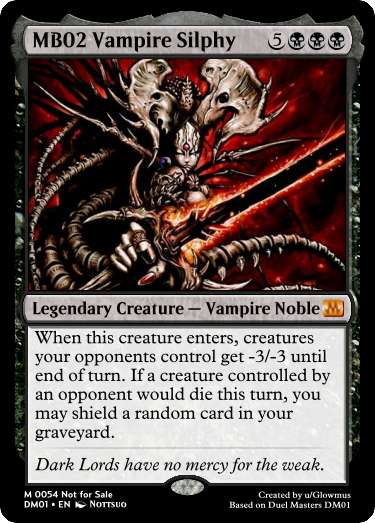 MB02 Vampire Silphy 5
Legendary Creature — Vampire Noble
When this creature enters, creatures
your opponents control get -3/-3 until
end of turn. If a creature controlled by
an opponent would die this turn, you
may shield a random card in your
graveyard.
Dark Lords have no mercy for the weak.
M 0054 Not for Sale
DM01 • EN Nottsuo
Created by u/Glowmus
Based on Duel Masters DM01